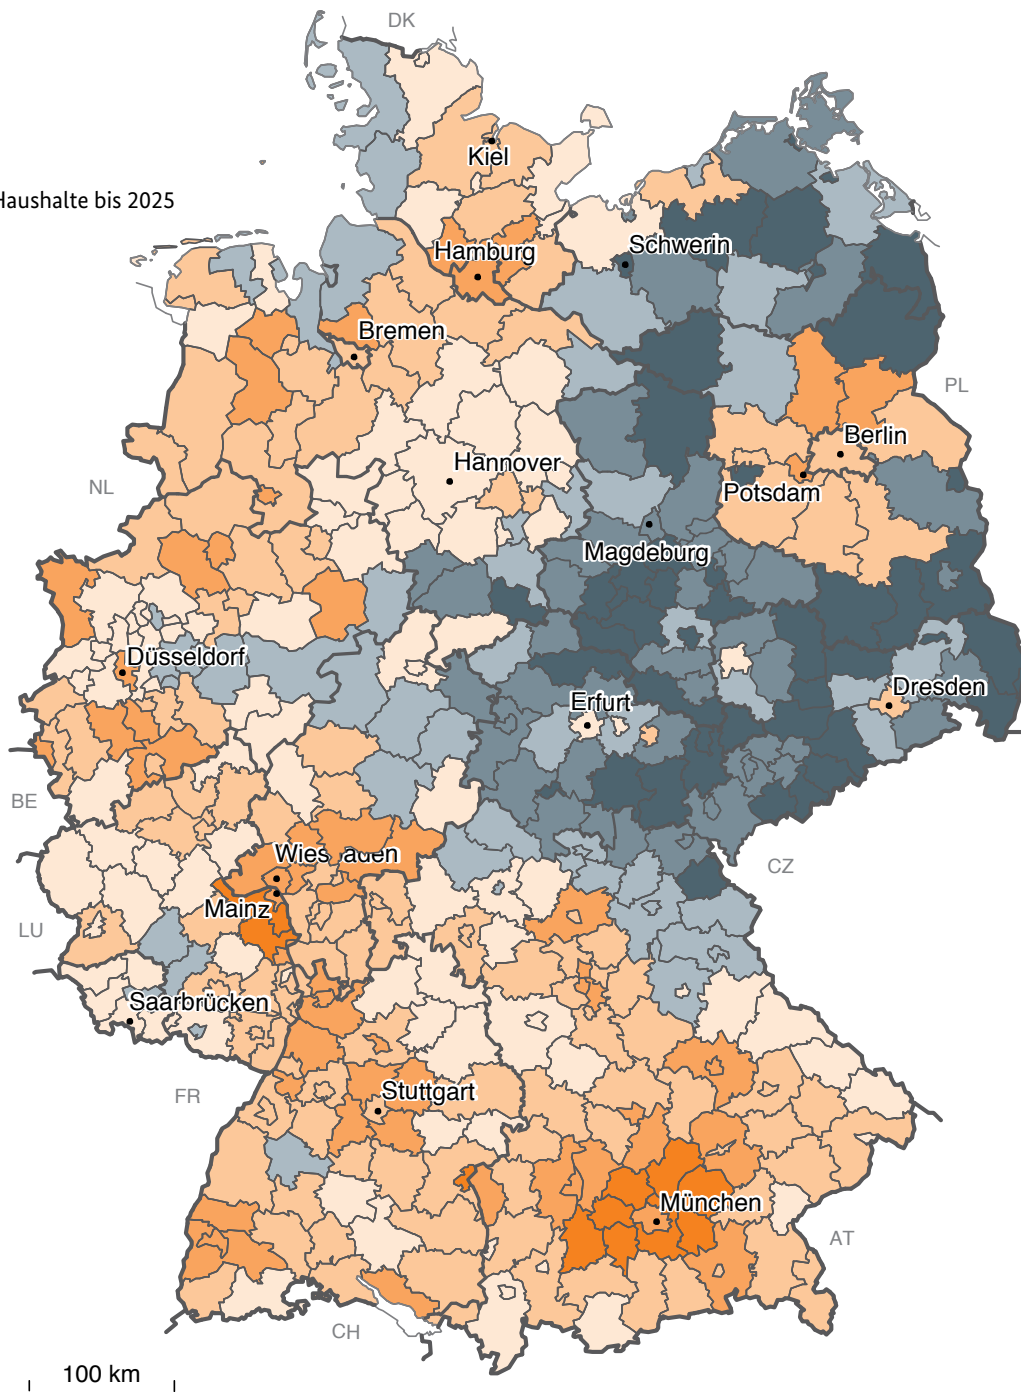 DK
Kiel
Haushalte bis 2025
Schwerin
Hamburg
Bremen
PL
Berlin
Hannover
NL
Potsdam
Magdeburg
Düsseldorf
Dresden
Erfurt
BE
Wiesbaden
CZ
Mainz
LU
Saarbrücken
FR
Stuttgart
München
AT
CH
100 km